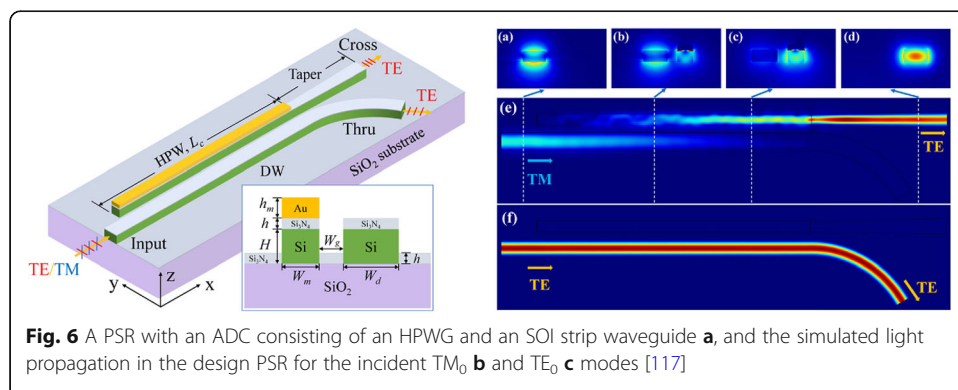 Cross
TE
Taper
TE
HPW, Lc
Thru
DW
SiO2 substrate
Input
TE/TM
z
y
x
hm
Au
h
Si3N4
Si3N4
H
Wg
Si
Si
Si3N4
h
Wm
Wd
SiO2
(a)
(b)
(c)
(d)
(e)
TE
TM
(f)
TE
TE
Fig. 6 A PSR with an ADC consisting of an HPWG and an SOI strip waveguide a, and the simulated light
propagation in the design PSR for the incident TM0 b and TE0 c modes [117]